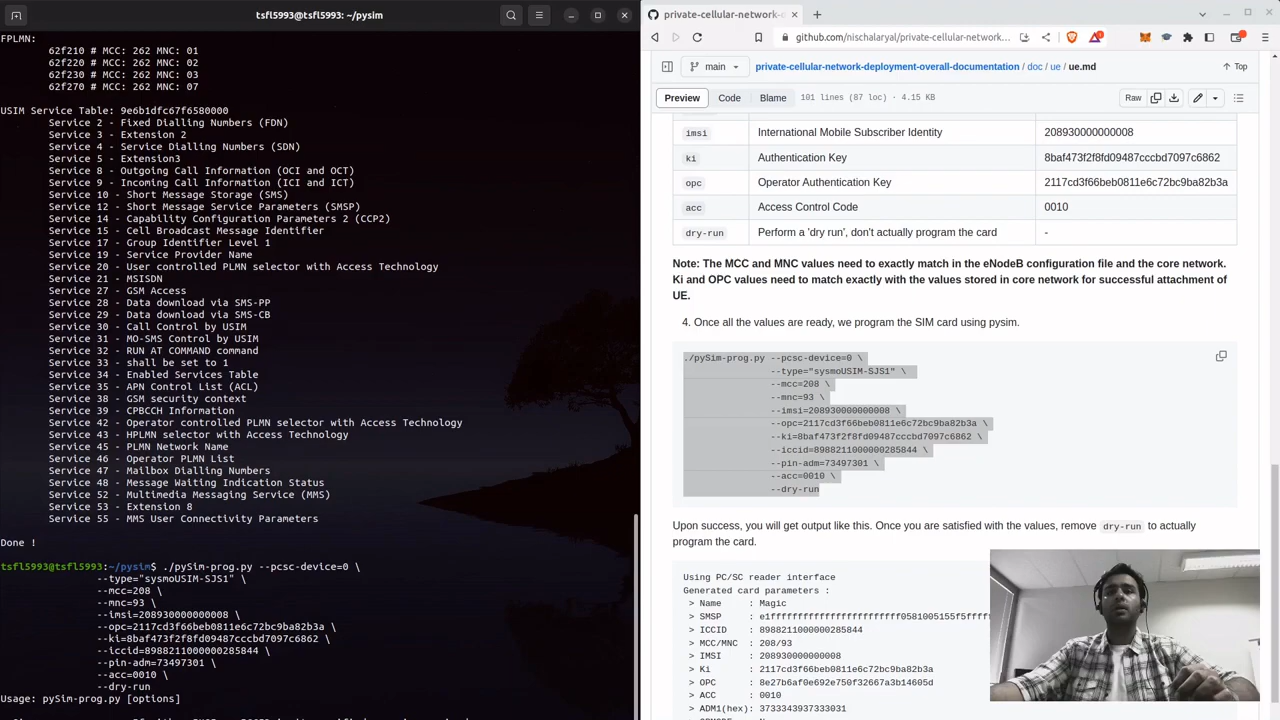 tsfl5993@tsfl5993: ~/pysim
FPLMN:
62f210 # MCC: 262 MNC: 01
62f220 # MCC: 262 MNC: 02
62f230 # MCC: 262 MNC: 03
62f270 # MCC: 262 MNC: 07
USIM Service Table: 9e6b1dfc67f6580000
Service 2 - Fixed Dialling Numbers (FDN)
Service 3 - Extension 2
Service 4 - Service Dialling Numbers (SDN)
Service 5 - Extension3
Service 8 - Outgoing Call Information (OCI and OCT)
Service 9 - Incoming Call Information (ICI and ICT)
Service 10 - Short Message Storage (SMS)
Service 12 - Short Message Service Parameters (SMSP)
Service 14 - Capability Configuration Parameters 2 (CCP2)
Service 15 - Cell Broadcast Message Identifier
Service 17 - Group Identifier Level 1
Service 19 - Service Provider Name
Service 20 - User controlled PLMN selector with Access Technology
Service 21 - MSISDN
Service 27 - GSM Access
Service 28 - Data download via SMS-PP
Service 29 - Data download via SMS-CB
Service 30 - Call Control by USIM
Service 31 - MO-SMS Control by USIM
Service 32 - RUN AT COMMAND command
Service 33 - shall be set to 1
Service 34 - Enabled Services Table
Service 35 - APN Control List (ACL)
Service 38 - GSM security context
Service 39 - CPBCCH Information
Service 42 - Operator controlled PLMN selector with Access Technology
Service 43 - HPLMN selector with Access Technology
Service 45 - PLMN Network Name
Service 46 - Operator PLMN List
Service 47 - Mailbox Dialling Numbers
Service 48 - Message Waiting Indication Status
Service 52 - Multimedia Messaging Service (MMS)
Service 53 - Extension 8
Service 55 - MMS User Connectivity Parameters
Done !
tsfl5993@tsfl5993:~/pysim$ ./pySim-prog.py --pcsc-device=0 \
--type="sysmoUSIM-SJS1" \
--mcc=208 \
--mnc=93 \
--imsi=208930000000008 \
--opc=2117cd3f66beb0811e6c72bc9ba82b3a \
--ki=8baf473f2f8fd09487cccbd7097c6862 \
--iccid=8988211000000285844 \
--pin-adm=73497301 \
--acc=0010 \
--dry-run
Usage: pySim-prog.py [options]
private-cellular-network-d
github.com/nischalaryal/private-cellular-network...
main
private-cellular-network-deployment-overall-documentation / doc / ue / ue.md
Top
Preview Code Blame 101 lines (87 loc) · 4.15 KB Raw
imsi International Mobile Subscriber Identity 208930000000008
ki Authentication Key 8baf473f2f8fd09487cccbd7097c6862
opc Operator Authentication Key 2117cd3f66beb0811e6c72bc9ba82b3a
acc Access Control Code 0010
dry-run Perform a 'dry run', don't actually program the card -
Note: The MCC and MNC values need to exactly match in the eNodeB configuration file and the core network.
Ki and OPC values need to match exactly with the values stored in core network for successful attachment of
UE.
4. Once all the values are ready, we program the SIM card using pysim.
./pySim-prog.py --pcsc-device=0 \
--type="sysmoUSIM-SJS1" \
--mcc=208 \
--mnc=93 \
--imsi=208930000000008 \
--opc=2117cd3f66beb0811e6c72bc9ba82b3a \
--ki=8baf473f2f8fd09487cccbd7097c6862 \
--iccid=8988211000000285844 \
--pin-adm=73497301 \
--acc=0010 \
--dry-run
Upon success, you will get output like this. Once you are satisfied with the values, remove dry-run to actually
program the card.
Using PC/SC reader interface
Generated card parameters :
> Name : Magic
> SMSP : e1ffffffffffffffffffffffff0581005155f5ffff
> ICCID : 8988211000000285844
> MCC/MNC : 208/93
> IMSI : 208930000000008
> Ki : 2117cd3f66beb0811e6c72bc9ba82b3a
> OPC : 8e27b6af0e692e750f32667a3b14605d
> ACC : 0010
> ADM1(hex): 3733343937333031